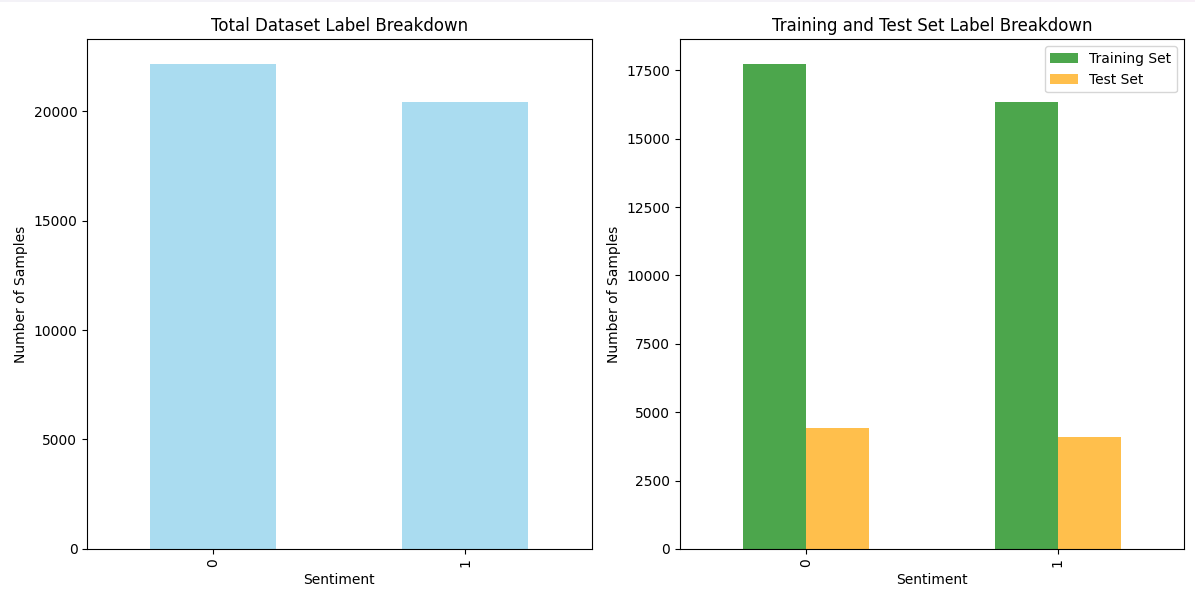 Total Dataset Label Breakdown
Number of Samples
20000
15000
10000
5000
0
0
1
Sentiment
Training and Test Set Label Breakdown
Training Set
Test Set
Number of Samples
17500
15000
12500
10000
7500
5000
2500
0
0
1
Sentiment